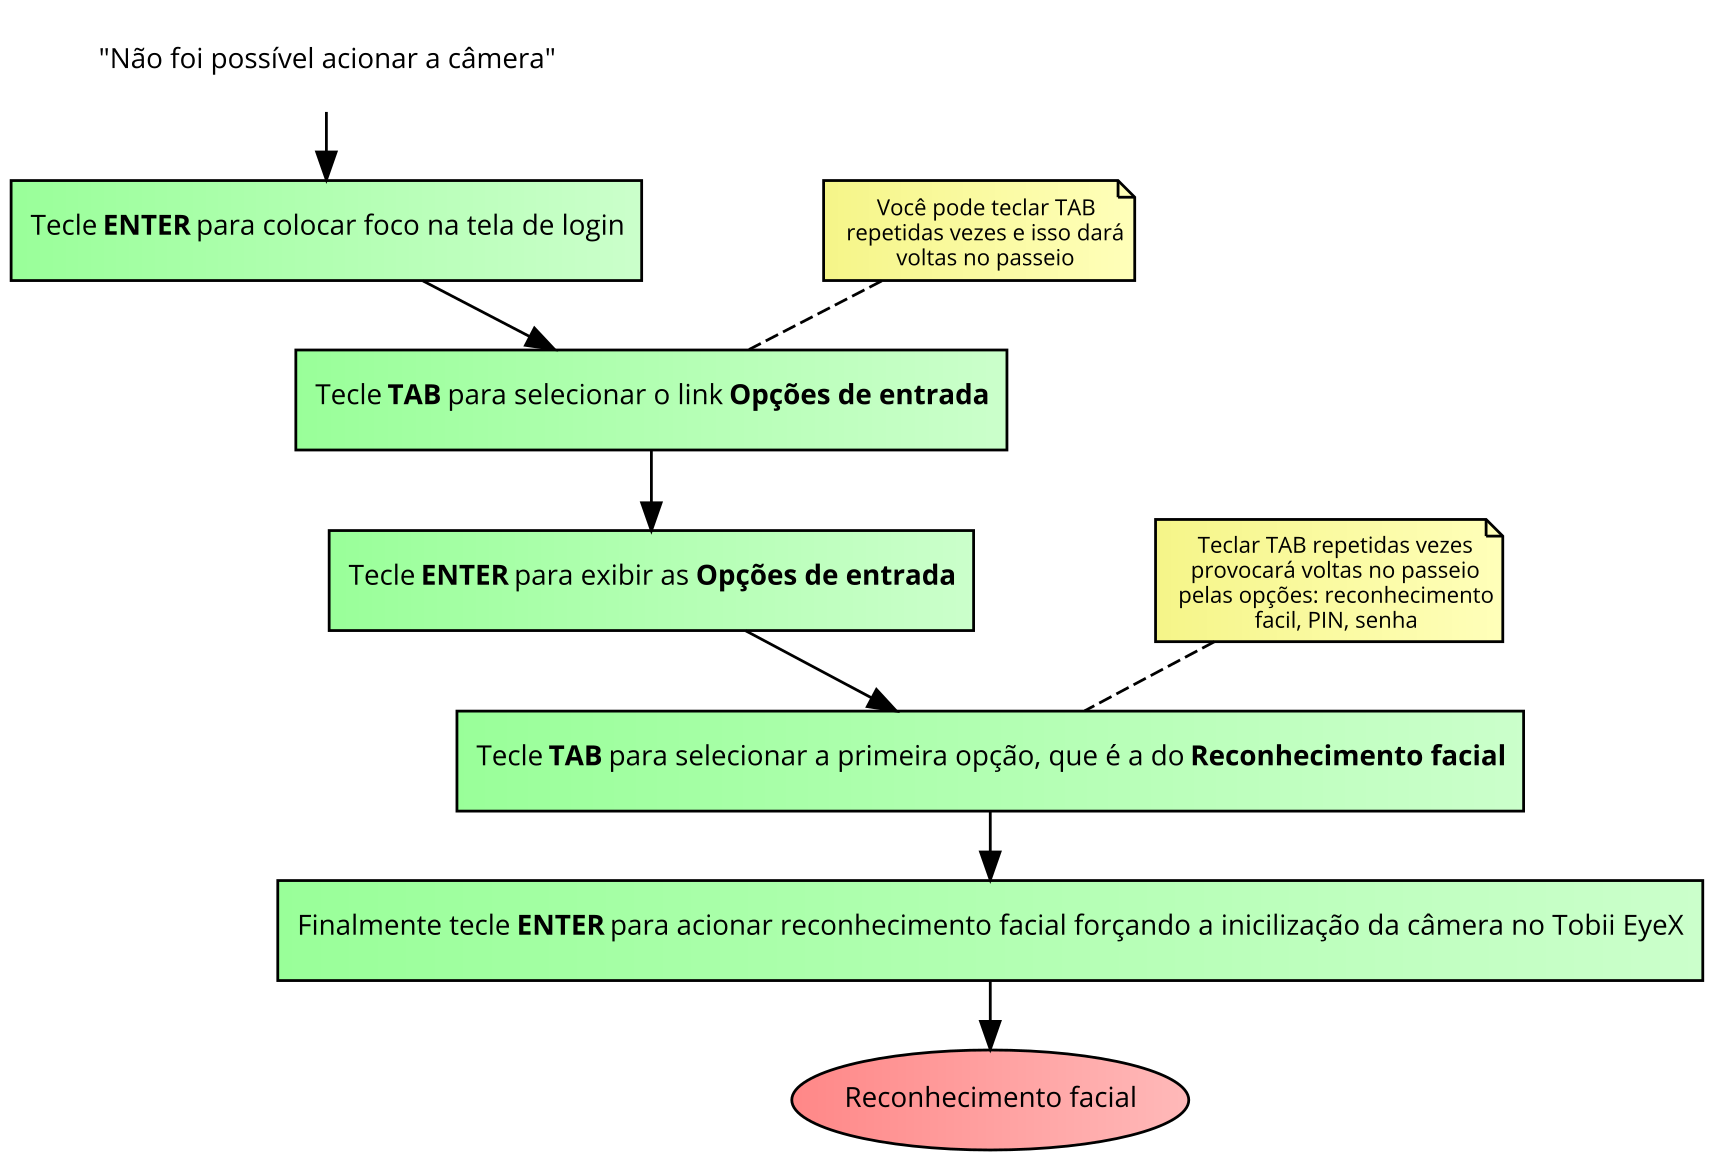 "Não foi possível acionar a câmera"
Tecle ENTER para colocar foco na tela de login
Você pode teclar TAB
repetidas vezes e isso dará
voltas no passeio
Tecle TAB para selecionar o link Opções de entrada
Tecle ENTER para exibir as Opções de entrada
Teclar TAB repetidas vezes
provocará voltas no passeio
pelas opções: reconhecimento
facil, PIN, senha
Tecle TAB para selecionar a primeira opção, que é a do Reconhecimento facial
Finalmente tecle ENTER para acionar reconhecimento facial forçando a inicilização da câmera no Tobii EyeX
Reconhecimento facial